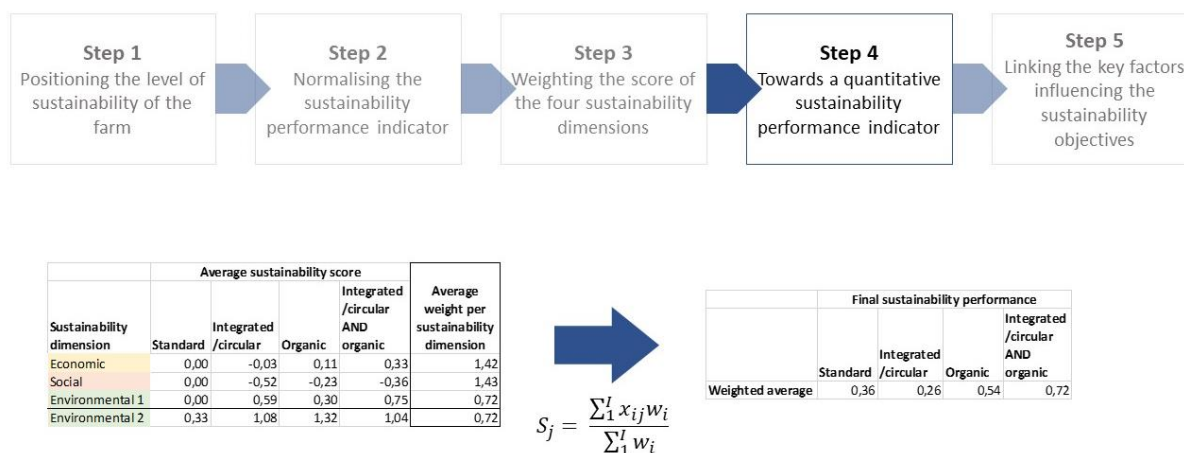 Step 1
Positioning the level of
sustainability of the
farm
Step 2
Normalising the
sustainability
performance indicator
Step 3
Weighting the score of
the four sustainability
dimensions
Step 4
Towards a quantitative
sustainability
performance indicator
Step 5
Linking the key factors
influencing the
sustainability
objectives
Average sustainability score
Sustainability dimension | Standard | Integrated /circular | Organic | Integrated /circular AND organic | Average weight per sustainability dimension
Economic 0,00 -0,03 0,11 0,33 1,42
Social 0,00 -0,52 -0,23 -0,36 1,43
Environmental 1 0,00 0,59 0,30 0,75 0,72
Environmental 2 0,33 1,08 1,32 1,04 0,72
S_j = ∑₁ᴵ x_ij w_i / ∑₁ᴵ w_i
Final sustainability performance
Standard | Integrated /circular | Organic | Integrated /circular AND organic
Weighted average 0,36 0,26 0,54 0,72